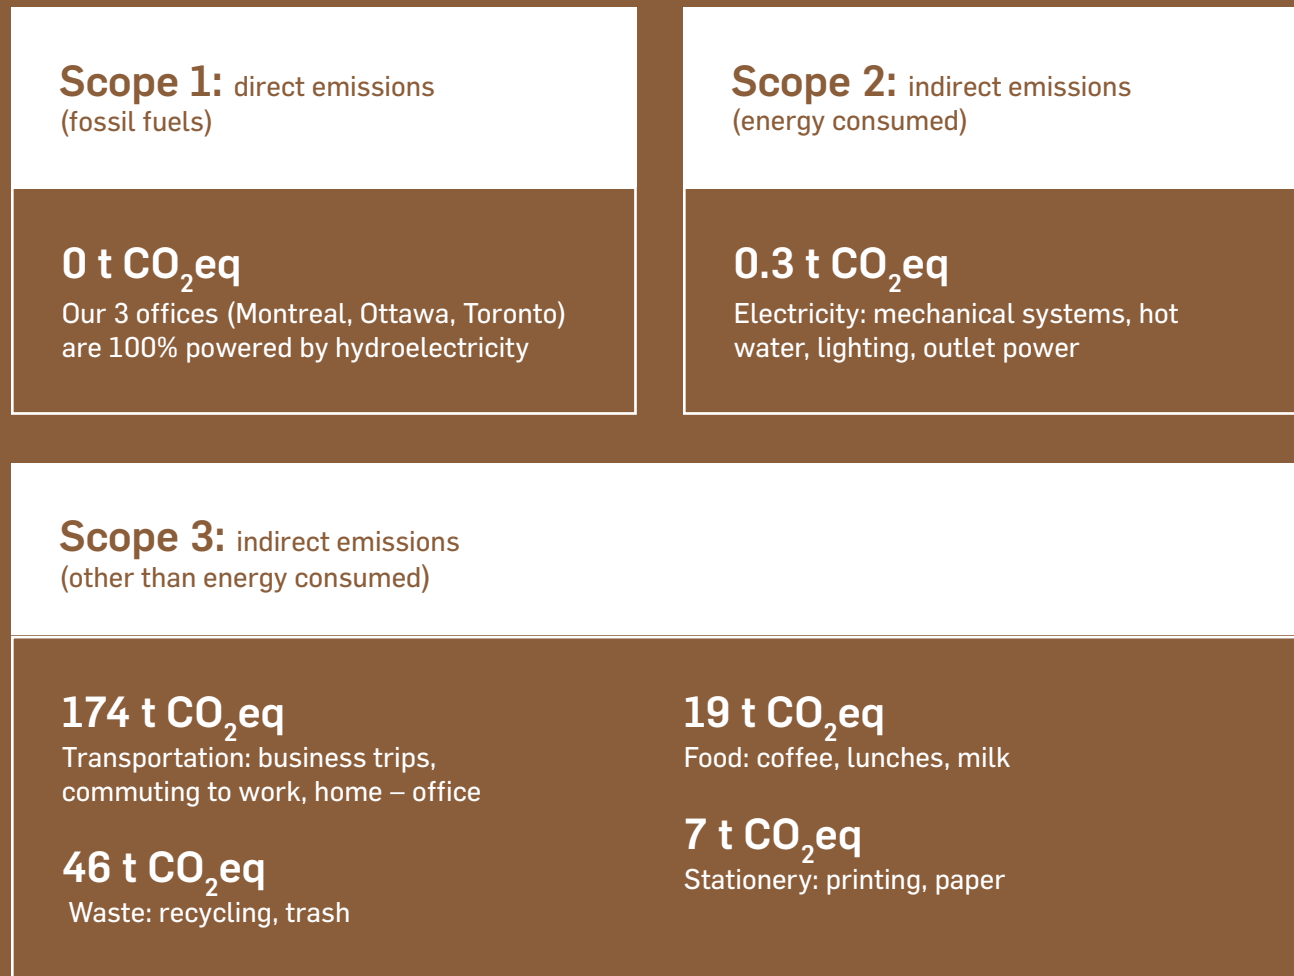 Scope 1: direct emissions
(fossil fuels)
0 t CO₂eq
Our 3 offices (Montreal, Ottawa, Toronto)
are 100% powered by hydroelectricity
Scope 2: indirect emissions
(energy consumed)
0.3 t CO₂eq
Electricity: mechanical systems, hot
water, lighting, outlet power
Scope 3: indirect emissions
(other than energy consumed)
174 t CO₂eq
Transportation: business trips,
commuting to work, home – office
46 t CO₂eq
Waste: recycling, trash
19 t CO₂eq
Food: coffee, lunches, milk
7 t CO₂eq
Stationery: printing, paper